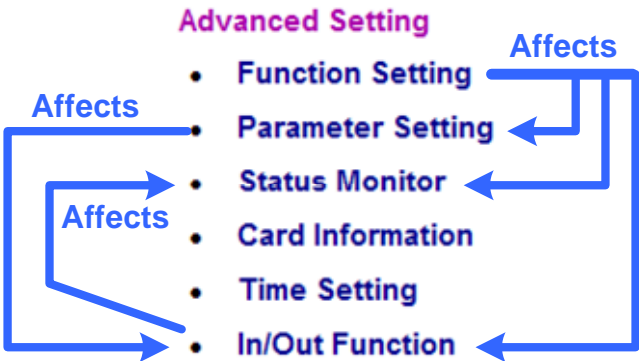 Advanced Setting
Affects
• Function Setting
Affects
• Parameter Setting
• Status Monitor
Affects
• Card Information
• Time Setting
• In/Out Function